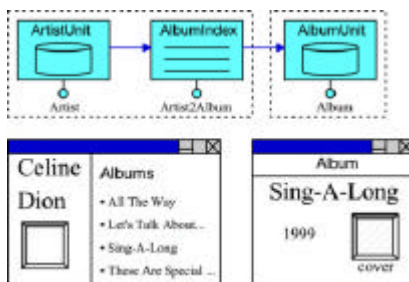 ArtistUnit AlbumIndex AlbumUnit
Artist Artist2Album Album
Celine
Dion
Albums
• All The Way
• Let's Talk About...
• Sing-A-Long
• These Are Special ...
Album
Sing-A-Long
1999
cover